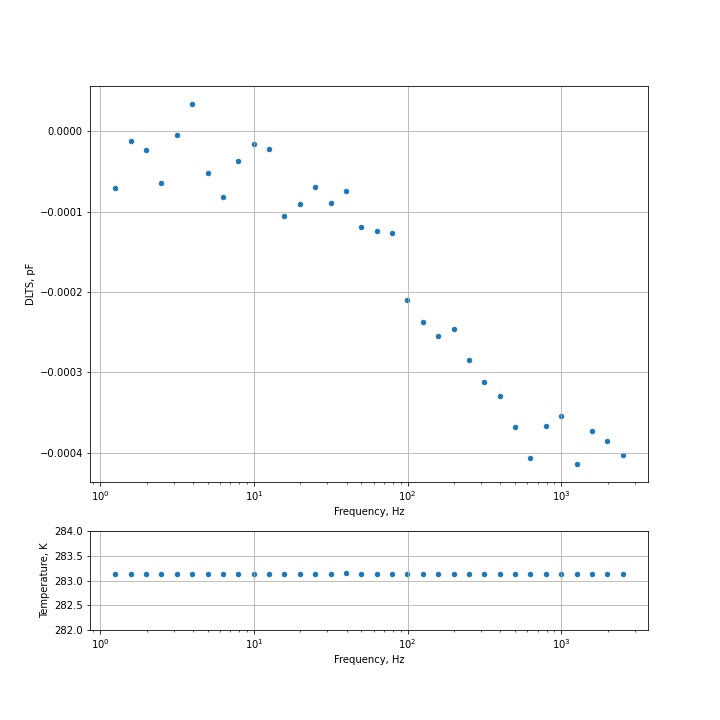 0.0000
−0.0001
−0.0002
−0.0003
−0.0004
DLTS, pF
10⁰ 10¹ 10² 10³
Frequency, Hz
284.0
283.5
283.0
282.5
282.0
Temperature, K
10⁰ 10¹ 10² 10³
Frequency, Hz